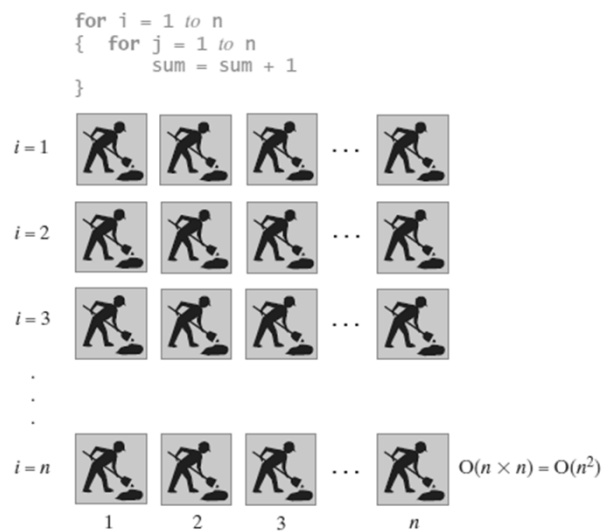 for i = 1 to n
{ for j = 1 to n
sum = sum + 1
}
i = 1 ...
i = 2 ...
i = 3 ...
.
.
.
i = n ... O(n × n) = O(n²)
1 2 3 n